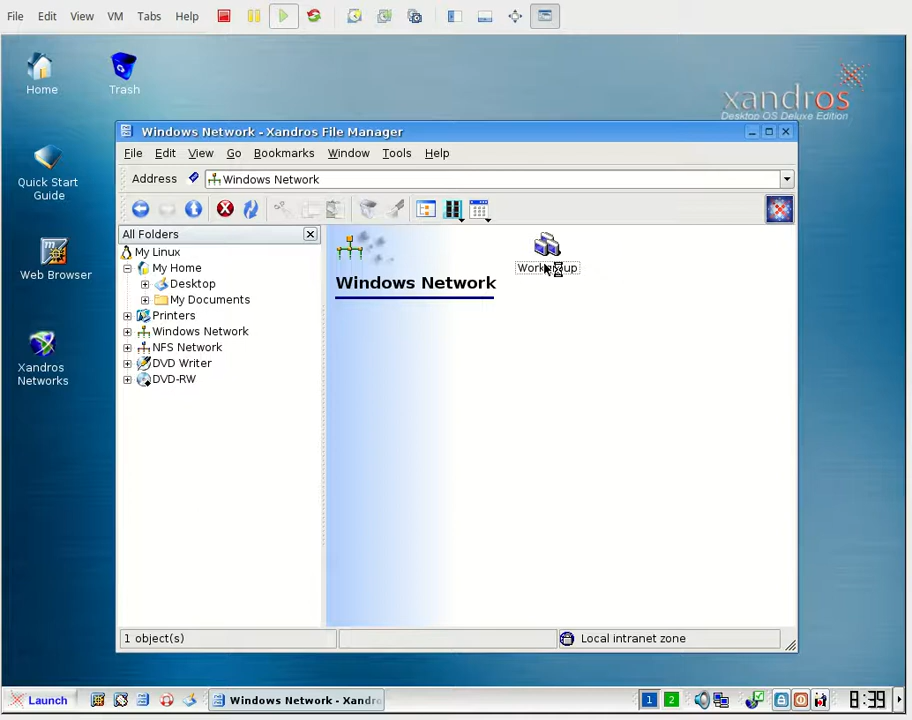 File Edit View VM Tabs Help
Home
Trash
xandros
Desktop OS Deluxe Edition
Quick Start
Guide
Web Browser
Xandros
Networks
Windows Network - Xandros File Manager
File Edit View Go Bookmarks Window Tools Help
Address Windows Network
All Folders
My Linux
My Home
Desktop
My Documents
Printers
Windows Network
NFS Network
DVD Writer
DVD-RW
Windows Network
1 object(s)
Local intranet zone
Launch
Windows Network - Xandro
1 2
8:39